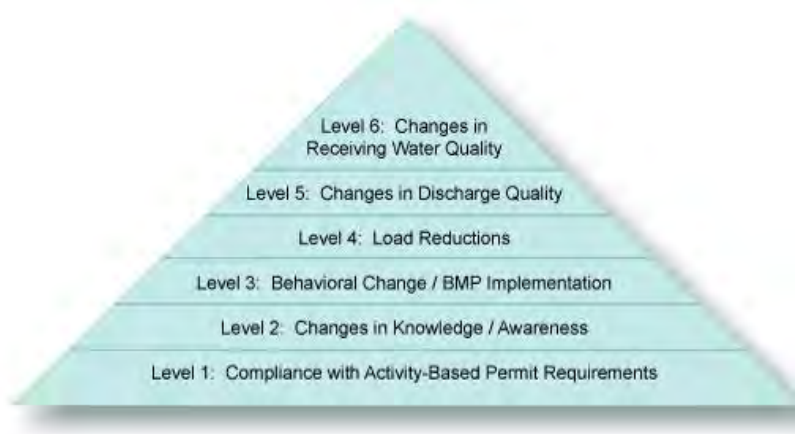 Level 6: Changes in
Receiving Water Quality
Level 5: Changes in Discharge Quality
Level 4: Load Reductions
Level 3: Behavioral Change / BMP Implementation
Level 2: Changes in Knowledge / Awareness
Level 1: Compliance with Activity-Based Permit Requirements